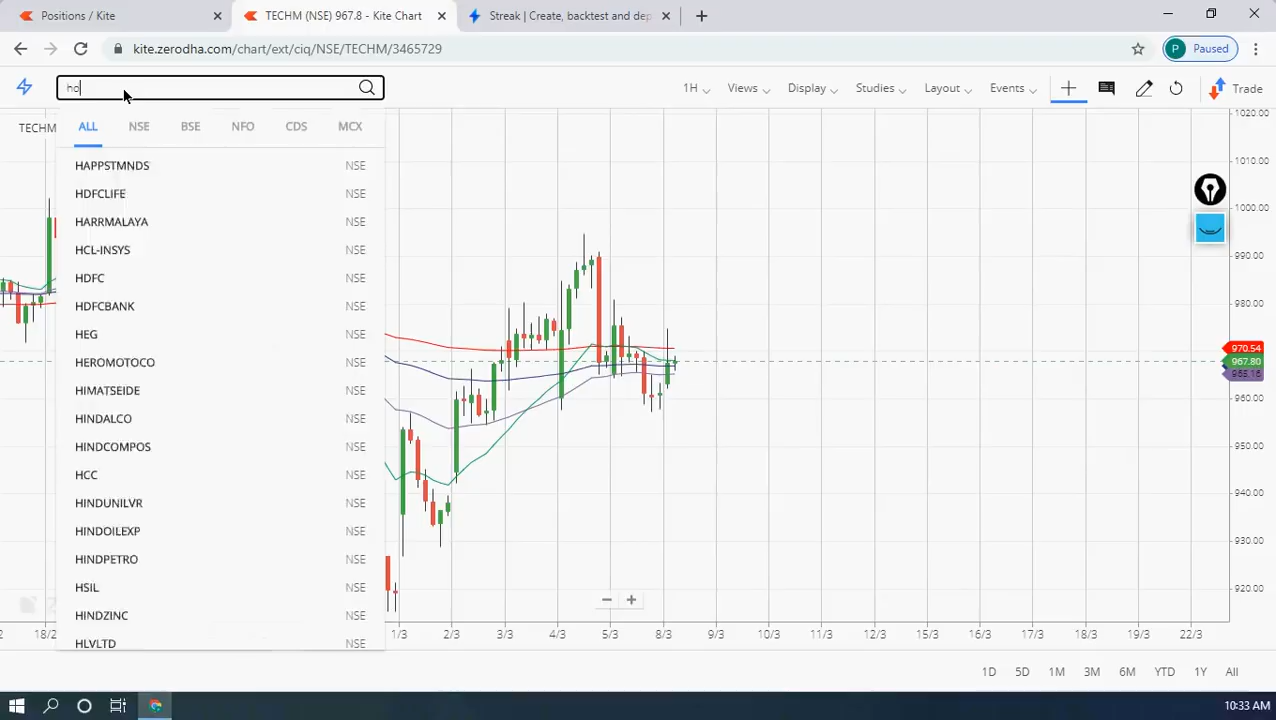 Positions / Kite
TECHM (NSE) 967.8 - Kite Chart
Streak | Create, backtest and dep
kite.zerodha.com/chart/ext/ciq/NSE/TECHM/3465729
P Paused
ho
1H Views Display Studies Layout Events Trade
TECHM
ALL NSE BSE NFO CDS MCX
HAPPSTMNDS NSE
HDFCLIFE NSE
HARRMALAYA NSE
HCL-INSYS NSE
HDFC NSE
HDFCBANK NSE
HEG NSE
HEROMOTOCO NSE
HIMATSEIDE NSE
HINDALCO NSE
HINDCOMPOS NSE
HCC NSE
HINDUNILVR NSE
HINDOILEXP NSE
HINDPETRO NSE
HSIL NSE
HINDZINC NSE
HLVLTD NSE
1020.00
1010.00
1000.00
990.00
980.00
970.54
967.80
965.16
960.00
950.00
940.00
930.00
920.00
2 18/2 1/3 2/3 3/3 4/3 5/3 8/3 9/3 10/3 11/3 12/3 15/3 16/3 17/3 18/3 19/3 22/3
1D 5D 1M 3M 6M YTD 1Y All
10:33 AM